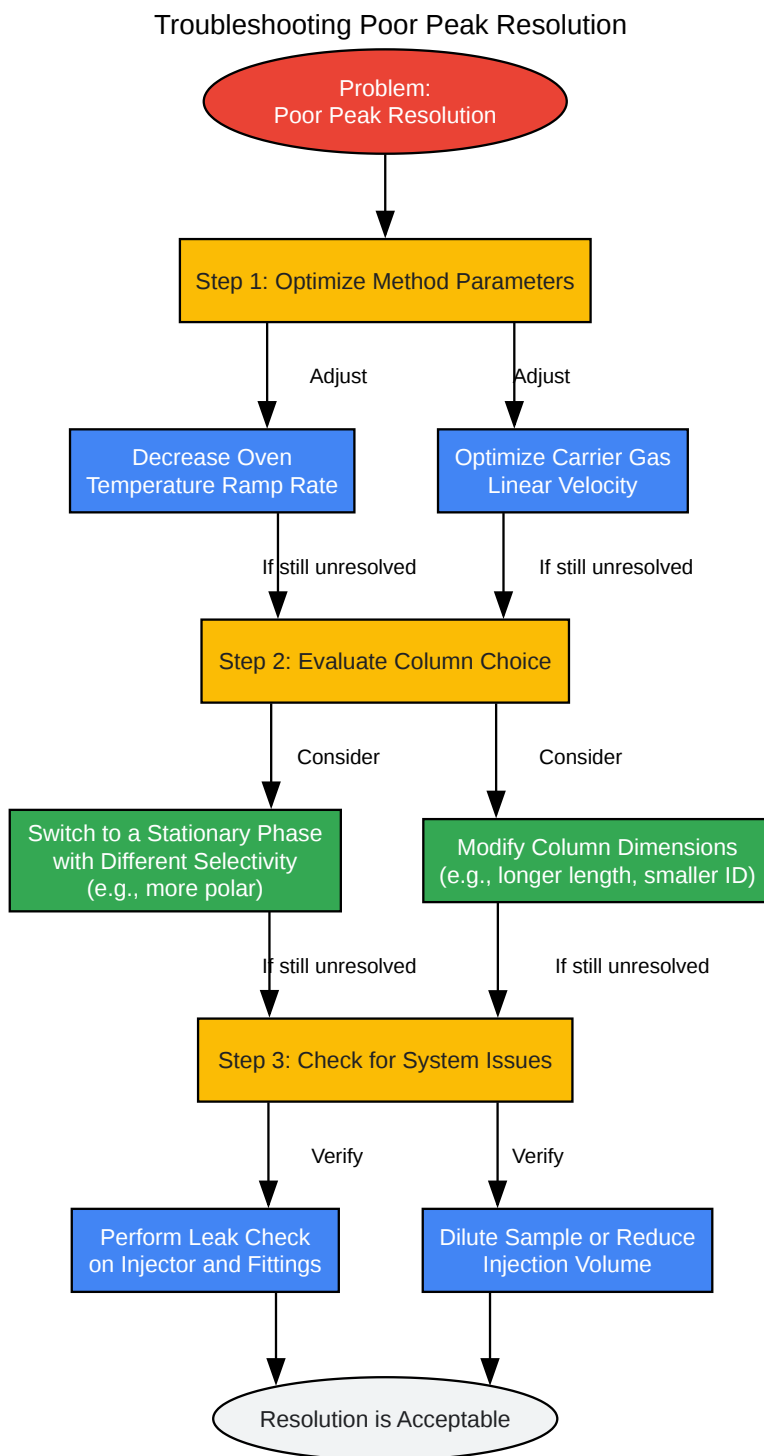 Troubleshooting Poor Peak Resolution
Problem:
Poor Peak Resolution
Step 1: Optimize Method Parameters
Adjust
Adjust
Decrease Oven
Temperature Ramp Rate
Optimize Carrier Gas
Linear Velocity
If still unresolved
If still unresolved
Step 2: Evaluate Column Choice
Consider
Consider
Switch to a Stationary Phase
with Different Selectivity
(e.g., more polar)
Modify Column Dimensions
(e.g., longer length, smaller ID)
If still unresolved
If still unresolved
Step 3: Check for System Issues
Verify
Verify
Perform Leak Check
on Injector and Fittings
Dilute Sample or Reduce
Injection Volume
Resolution is Acceptable